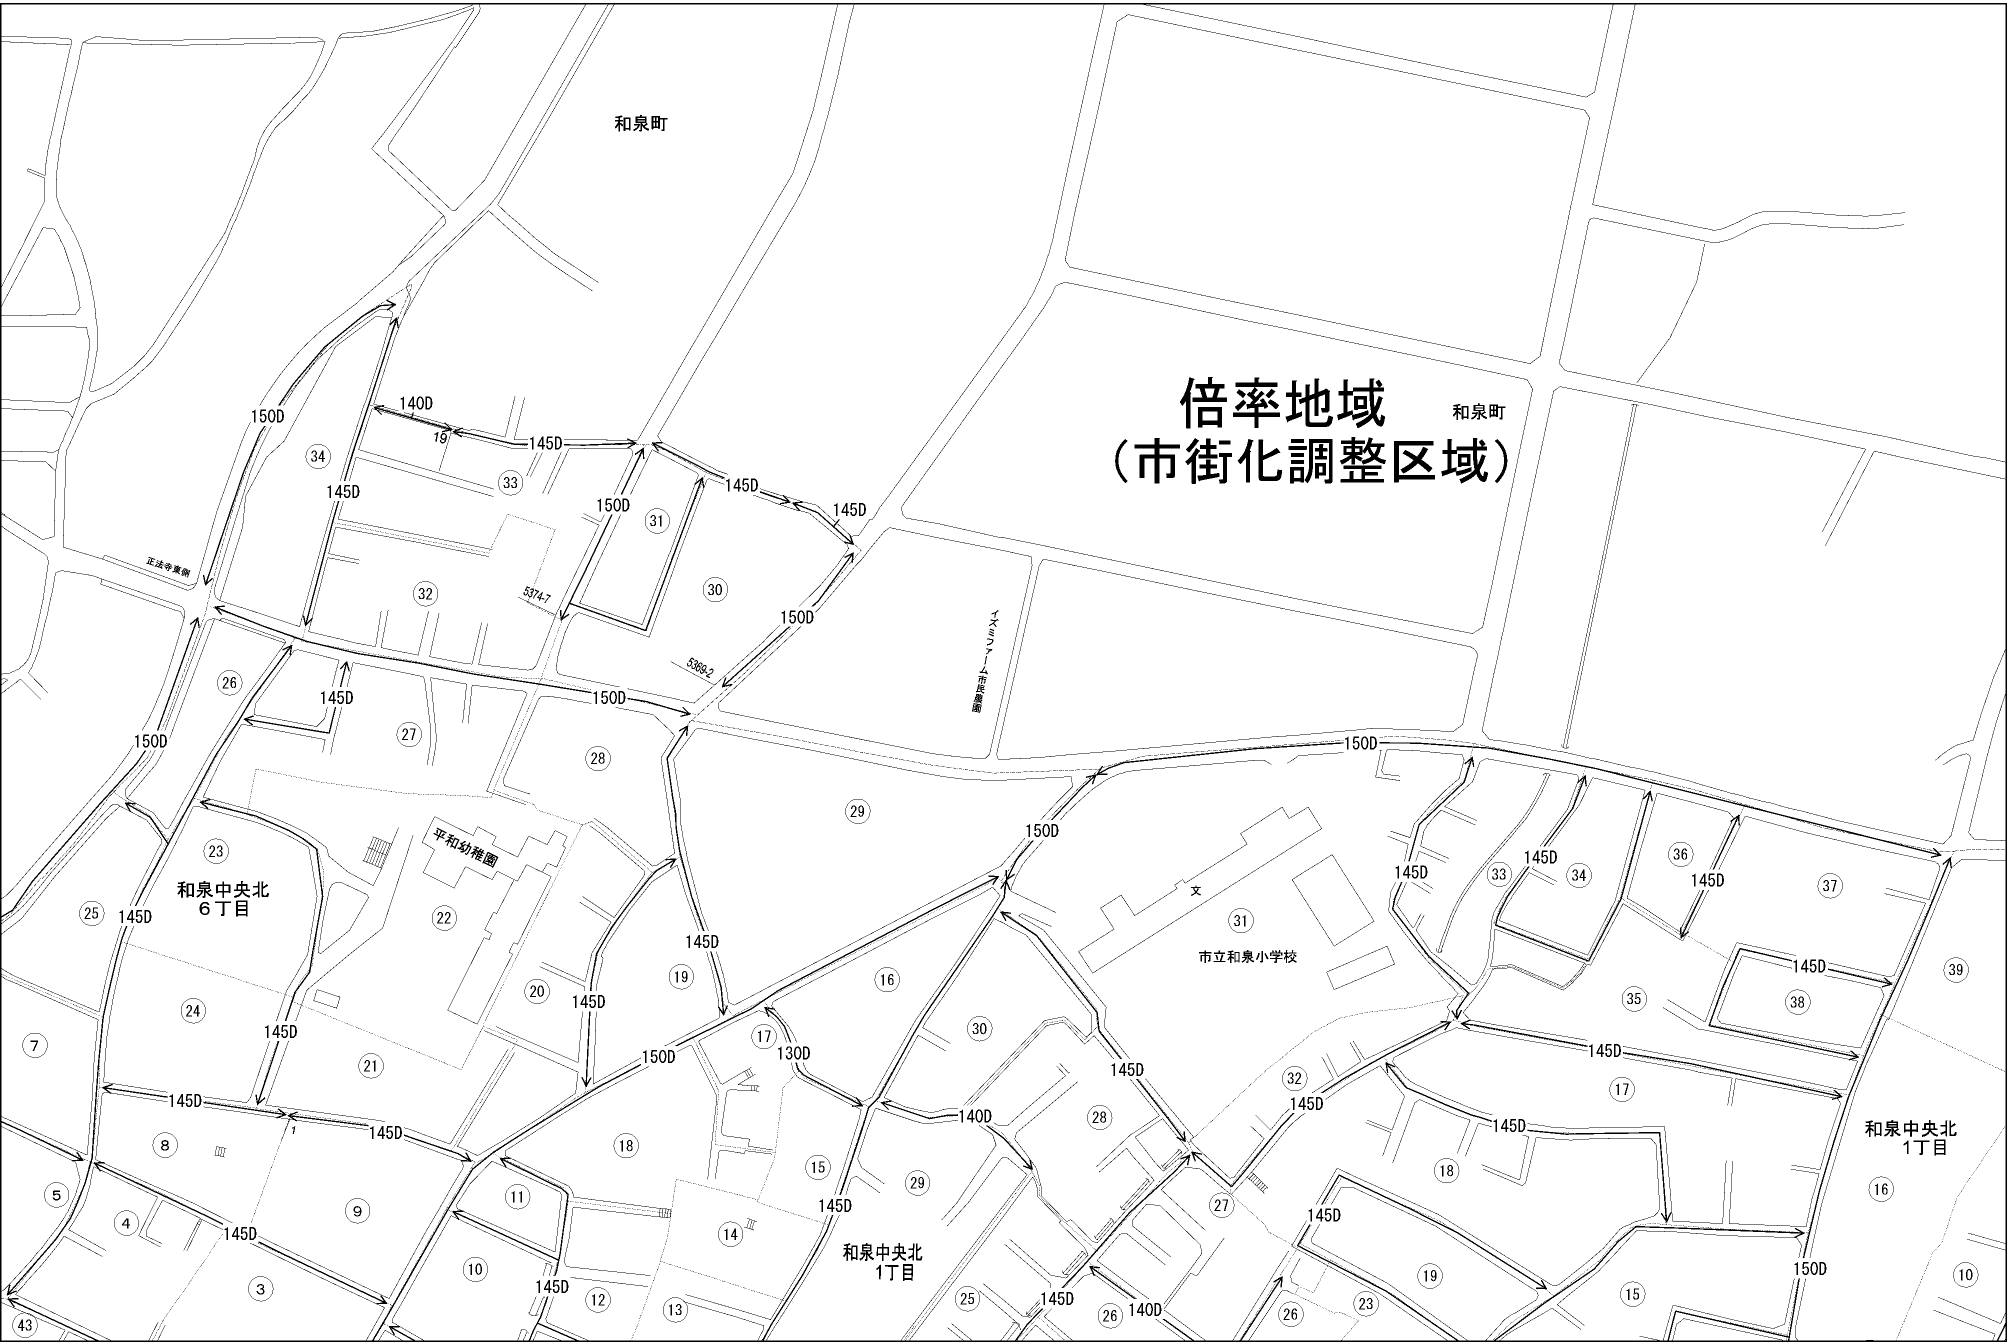 和泉町
倍率地域
（市街化調整区域）
和泉町
150D
140D
19
145D
34
33
145D
150D
145D
145D
31
正法寺東側
32
5374-7
30
150D
5369-2
イズミファーム市民農園
26
145D
150D
27
28
150D
150D
29
平和幼稚園
23
和泉中央北
6丁目
25
145D
22
150D
文
31
市立和泉小学校
145D
33
145D
34
36
145D
37
145D
38
39
35
145D
19
16
20
145D
24
145D
21
7
17
130D
150D
30
145D
32
145D
145D
17
145D
145D
1
8
145D
18
140D
28
15
29
145D
18
和泉中央北
1丁目
16
5
4
9
11
14
和泉中央北
1丁目
27
145D
145D
3
10
145D
12
13
25
145D
26
140D
26
23
19
15
150D
10
43